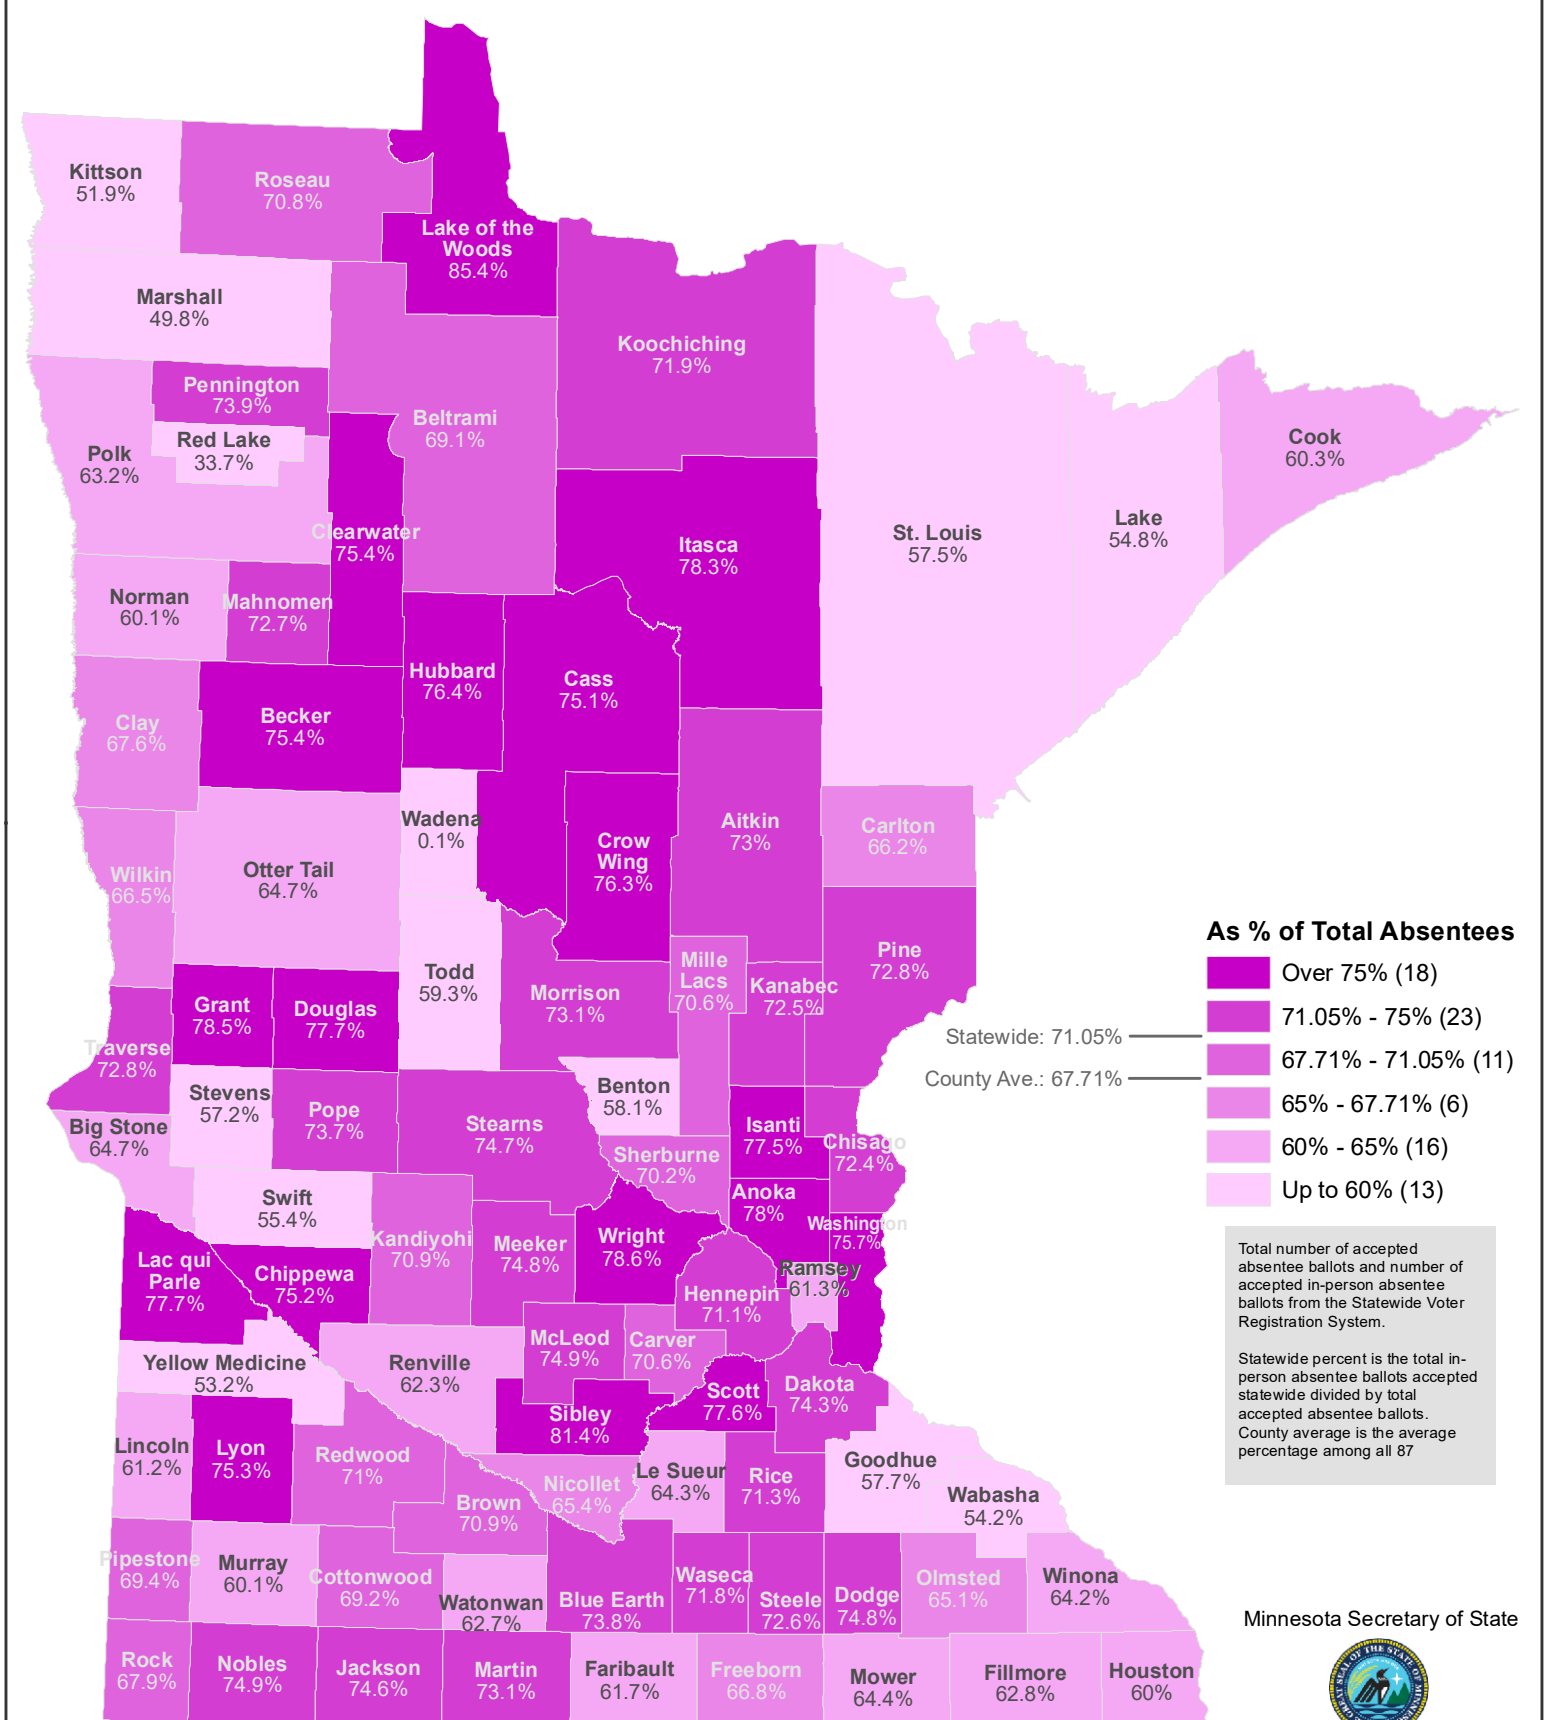 Kittson
51.9%
Roseau
70.8%
Lake of the
Woods
85.4%
Marshall
49.8%
Koochiching
71.9%
Pennington
73.9%
Beltrami
69.1%
Red Lake
33.7%
Polk
63.2%
Cook
60.3%
Clearwater
75.4%
Itasca
78.3%
St. Louis
57.5%
Lake
54.8%
Norman
60.1%
Mahnomen
72.7%
Hubbard
76.4%
Cass
75.1%
Clay
67.6%
Becker
75.4%
Wadena
0.1%
Crow
Wing
76.3%
Aitkin
73%
Carlton
66.2%
Wilkin
66.5%
Otter Tail
64.7%
As % of Total Absentees
Over 75% (18)
71.05% - 75% (23)
67.71% - 71.05% (11)
65% - 67.71% (6)
60% - 65% (16)
Up to 60% (13)
Statewide: 71.05%
County Ave.: 67.71%
Todd
59.3%
Morrison
73.1%
Mille
Lacs
70.6%
Kanabec
72.5%
Pine
72.8%
Grant
78.5%
Douglas
77.7%
Traverse
72.8%
Stevens
57.2%
Pope
73.7%
Stearns
74.7%
Benton
58.1%
Big Stone
64.7%
Isanti
77.5%
Chisago
72.4%
Sherburne
70.2%
Swift
55.4%
Anoka
78%
Washington
75.7%
Kandiyohi
70.9%
Meeker
74.8%
Wright
78.6%
Lac qui
Parle
77.7%
Chippewa
75.2%
Ramsey
61.3%
Hennepin
71.1%
Total number of accepted
absentee ballots and number of
accepted in-person absentee
ballots from the Statewide Voter
Registration System.
Statewide percent is the total in-
person absentee ballots accepted
statewide divided by total
accepted absentee ballots.
County average is the average
percentage among all 87
McLeod
74.9%
Carver
70.6%
Yellow Medicine
53.2%
Renville
62.3%
Scott
77.6%
Dakota
74.3%
Sibley
81.4%
Lincoln
61.2%
Lyon
75.3%
Redwood
71%
Goodhue
57.7%
Nicollet
65.4%
Le Sueur
64.3%
Rice
71.3%
Brown
70.9%
Wabasha
54.2%
Pipestone
69.4%
Murray
60.1%
Cottonwood
69.2%
Watonwan
62.7%
Blue Earth
73.8%
Waseca
71.8%
Steele
72.6%
Dodge
74.8%
Olmsted
65.1%
Winona
64.2%
Minnesota Secretary of State
Rock
67.9%
Nobles
74.9%
Jackson
74.6%
Martin
73.1%
Faribault
61.7%
Freeborn
66.8%
Mower
64.4%
Fillmore
62.8%
Houston
60%